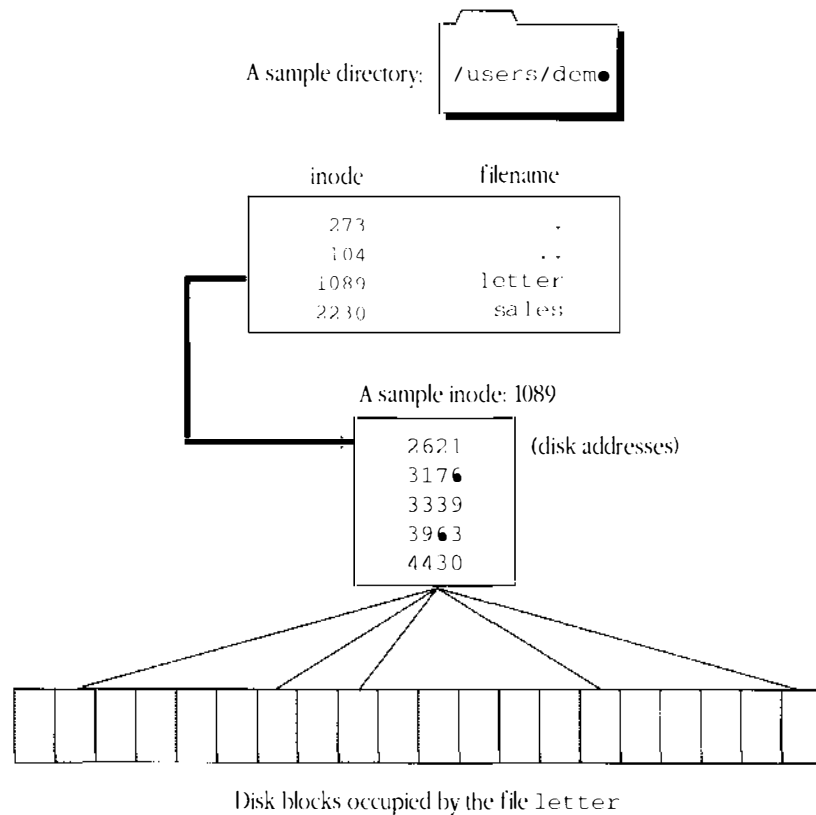 A sample directory:
/users/demo
inode filename
273 .
104 ..
1089 letter
2230 sales
A sample inode: 1089
2621 (disk addresses)
3176
3339
3963
4430
Disk blocks occupied by the file letter